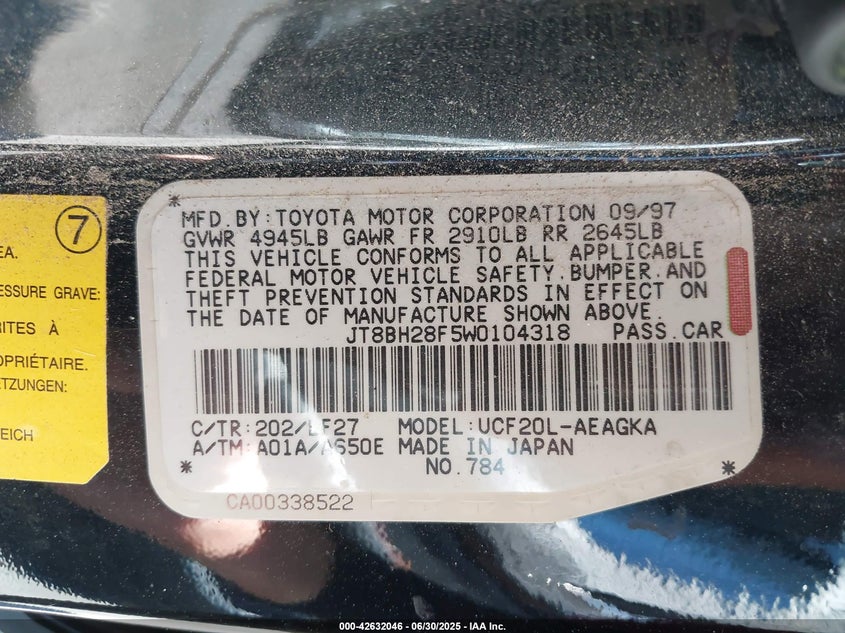 7
EA.
ESSURE GRAVE:
RITES À
OPRIÉTAIRE.
ETZUNGEN:
EICH
* MFD.BY:TOYOTA MOTOR CORPORATION 09/97
GVWR 4945LB GAWR FR 2910LB RR 2645LB
THIS VEHICLE CONFORMS TO ALL APPLICABLE
FEDERAL MOTOR VEHICLE SAFETY.BUMPER.AND
THEFT PREVENTION STANDARDS IN EFFECT ON
THE DATE OF MANUFACTURE SHOWN ABOVE.
JT8BH28F5W0104318 PASS.CAR
C/TR:202/LF27 MODEL:UCF20L-AEAGKA
A/TM:A01A/A650E MADE IN JAPAN
* NO.784 *
CA00338522
000-42632046 - 06/30/2025 - IAA Inc.